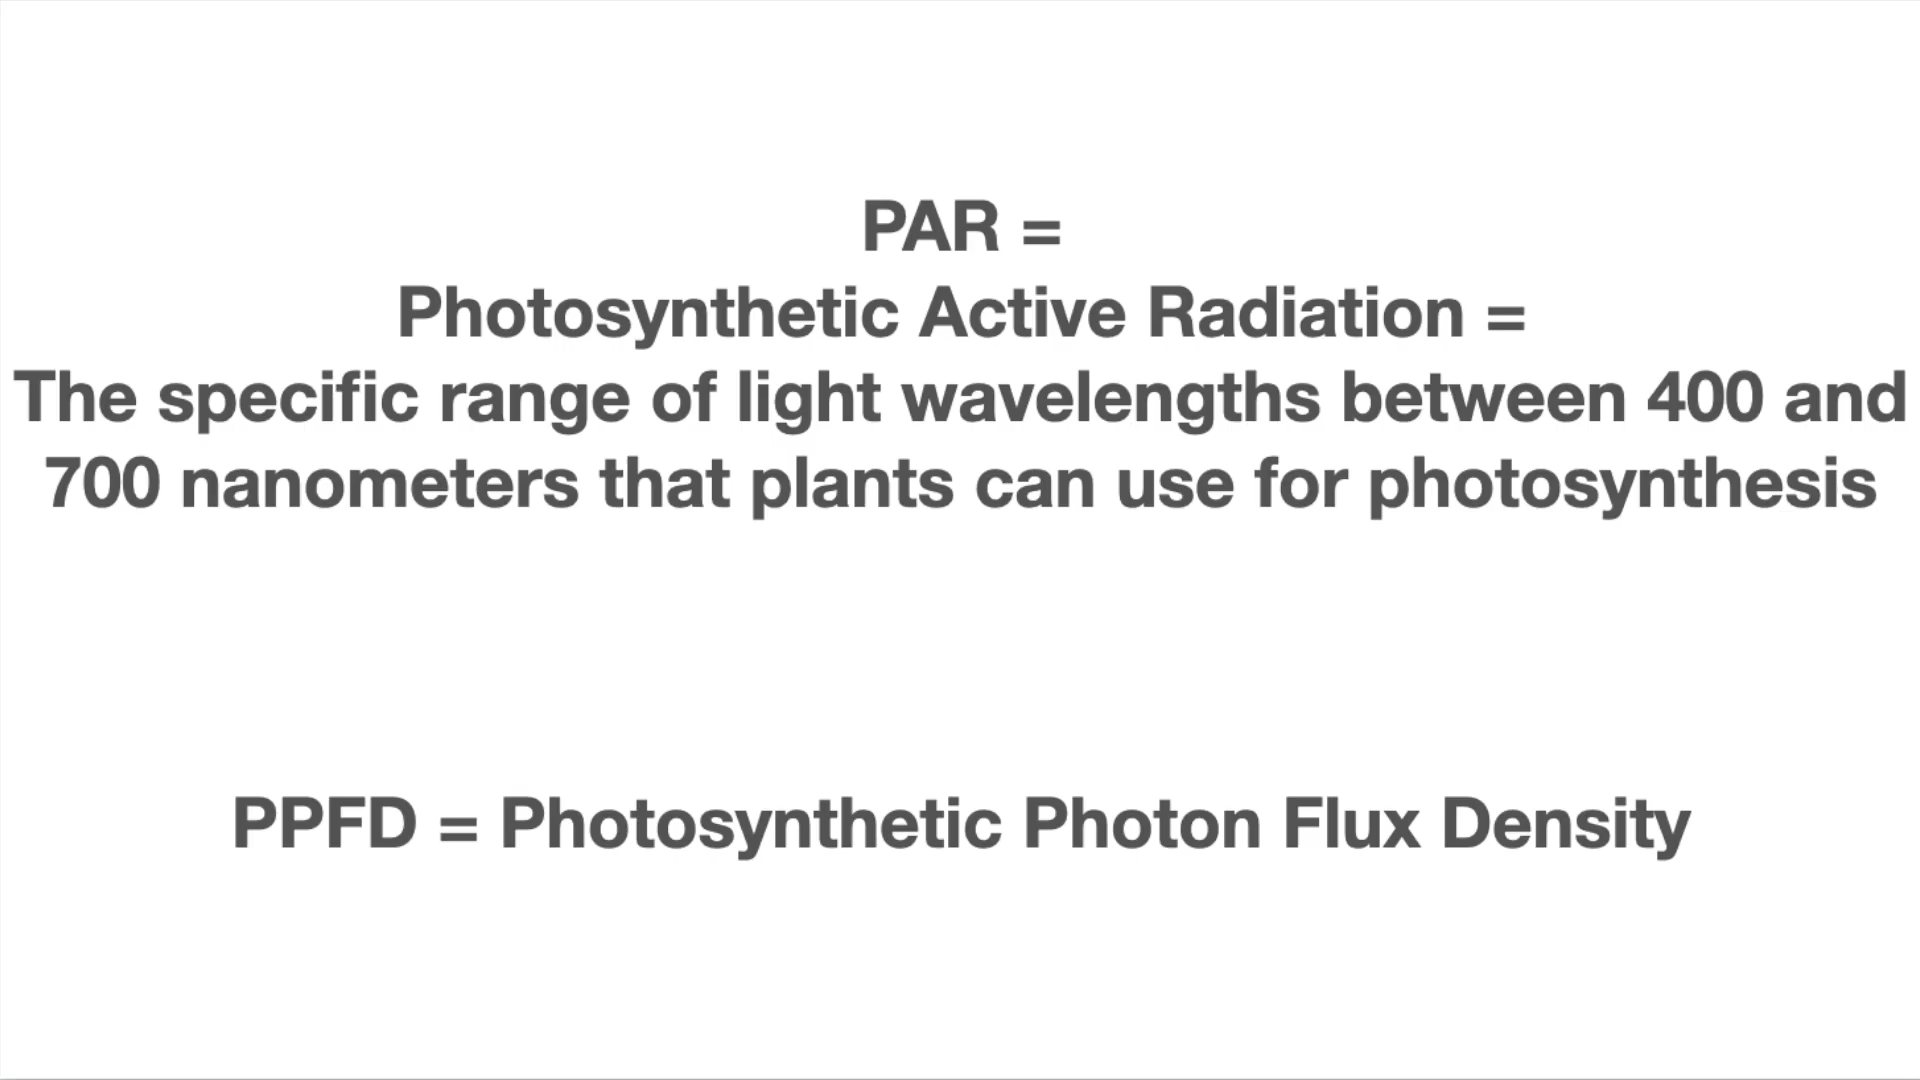 PAR =
Photosynthetic Active Radiation =
The specific range of light wavelengths between 400 and
700 nanometers that plants can use for photosynthesis
PPFD = Photosynthetic Photon Flux Density